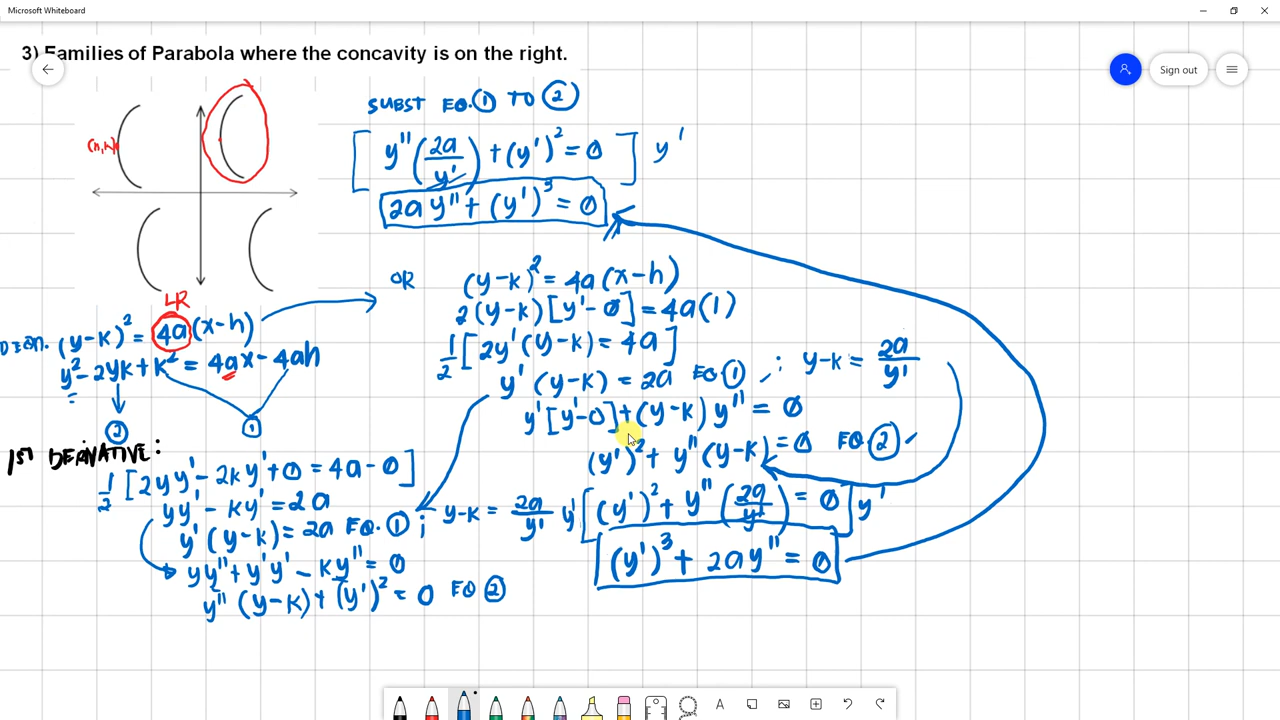 Microsoft Whiteboard
3) Families of Parabola where the concavity is on the right.
Sign out
(h,k)
LR
(y-k)² = 4a(x-h)
y² - 2yk + k² = 4ax - 4ah
② ①
1ST DERIVATIVE:
1/2 [2yy' - 2ky' + 0 = 4a - 0]
yy' - ky' = 2a
y'(y-k) = 2a EQ. ① ; y-k = 2a/y'
yy'' + y'y' - ky'' = 0
y''(y-k) + (y')² = 0 EQ ②
SUBST EQ. ① TO ②
[y''(2a/y') + (y')² = 0] y'
2ay'' + (y')³ = 0
OR (y-k)² = 4a(x-h)
2(y-k)[y'-0] = 4a(1)
1/2 [2y'(y-k) = 4a]
y'(y-k) = 2a EQ ① ; y-k = 2a/y'
y'[y'-0] + (y-k)y'' = 0
(y')² + y''(y-k) = 0 EQ. ②
y' [(y')² + y''(2a/y') = 0] y'
(y')³ + 2ay'' = 0
A